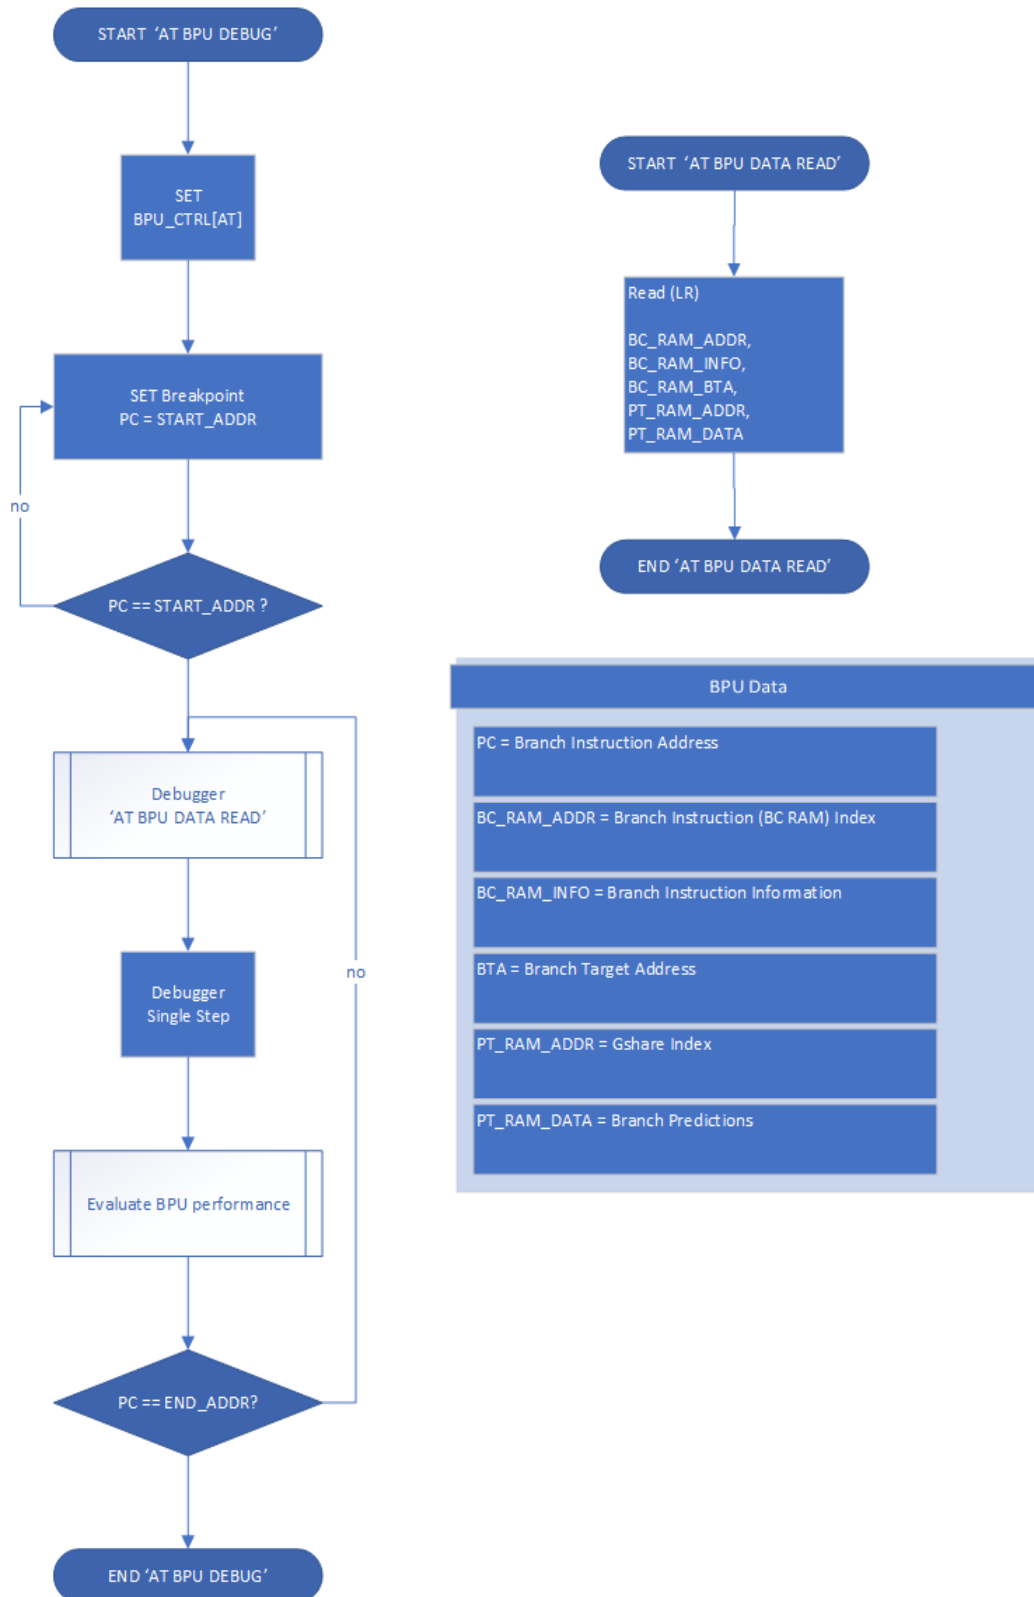 START ‘AT BPU DEBUG’
SET
BPU_CTRL[AT]
SET Breakpoint
PC = START_ADDR
no
PC == START_ADDR ?
Debugger
‘AT BPU DATA READ’
Debugger
Single Step
no
Evaluate BPU performance
PC == END_ADDR?
END ‘AT BPU DEBUG’
START ‘AT BPU DATA READ’
Read (LR)
BC_RAM_ADDR,
BC_RAM_INFO,
BC_RAM_BTA,
PT_RAM_ADDR,
PT_RAM_DATA
END ‘AT BPU DATA READ’
BPU Data
PC = Branch Instruction Address
BC_RAM_ADDR = Branch Instruction (BC RAM) Index
BC_RAM_INFO = Branch Instruction Information
BTA = Branch Target Address
PT_RAM_ADDR = Gshare Index
PT_RAM_DATA = Branch Predictions